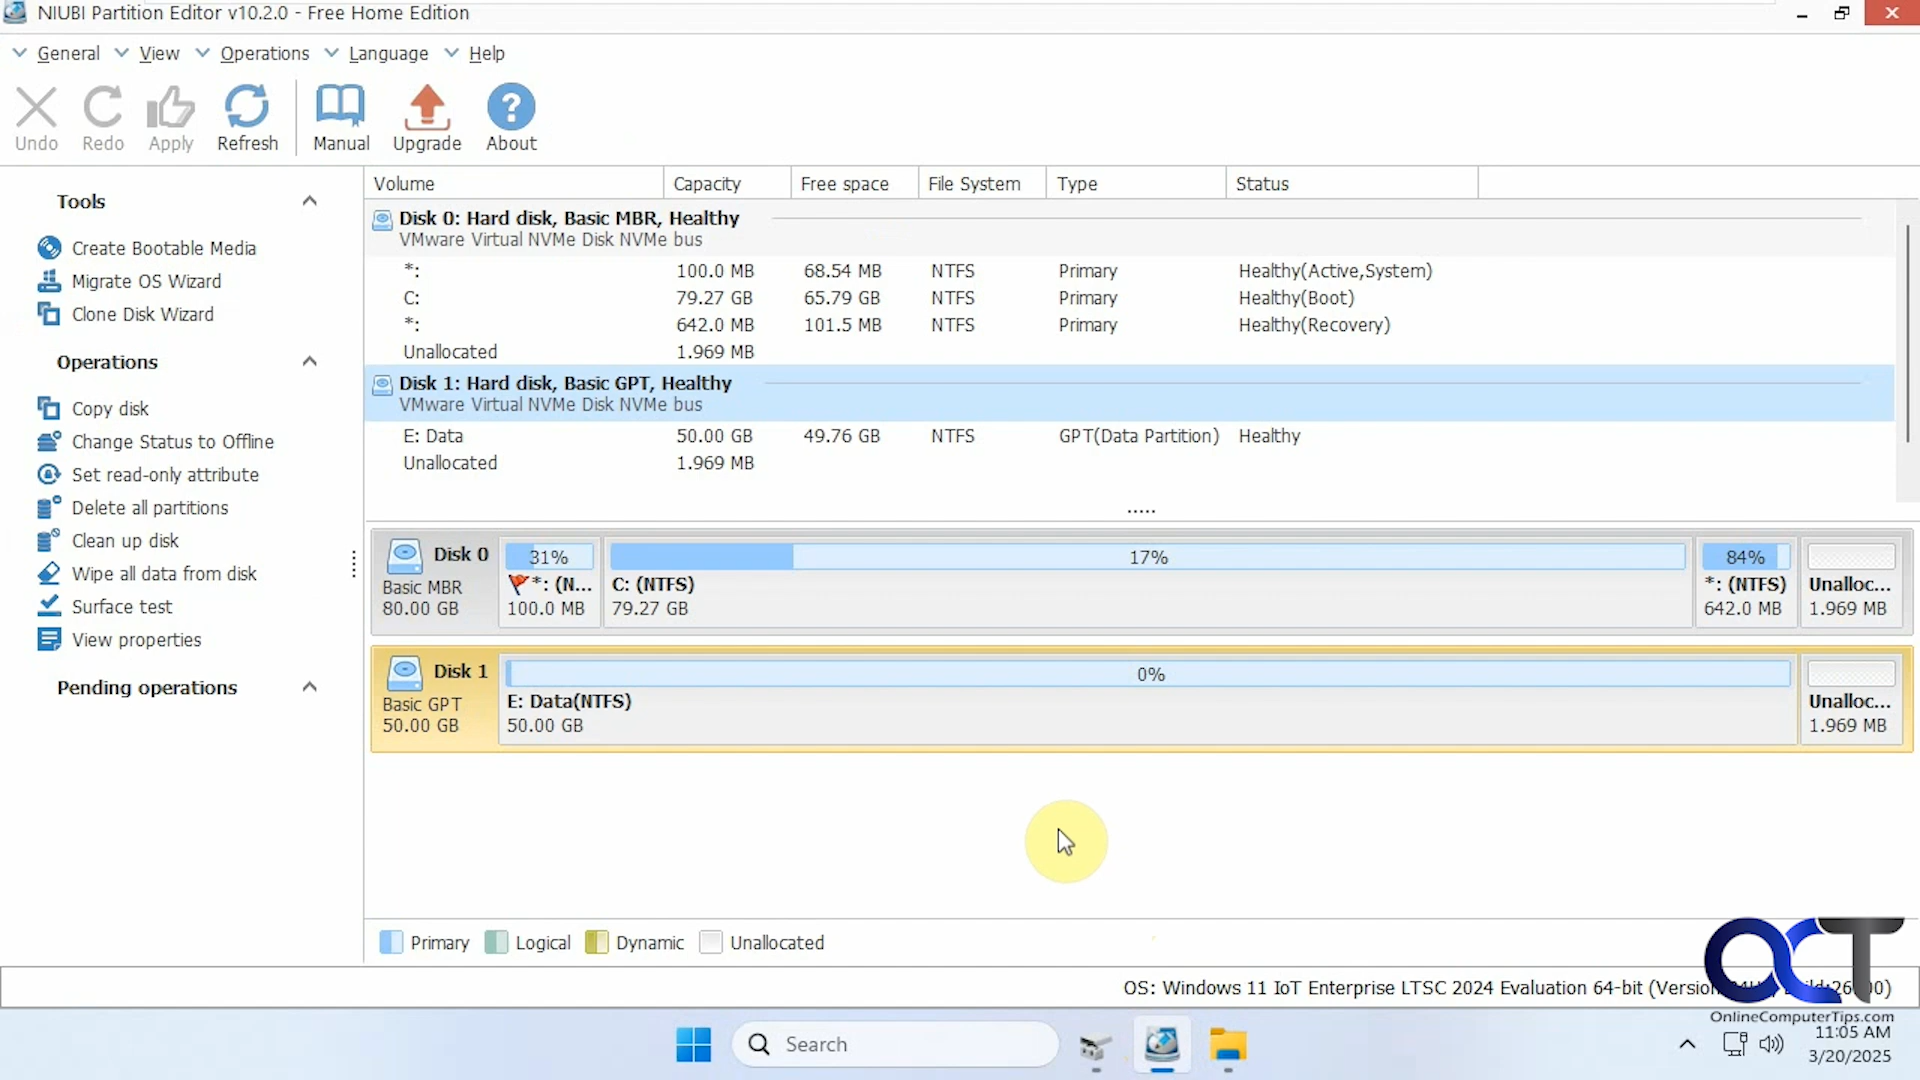 NIUBI Partition Editor v10.2.0 - Free Home Edition
General View Operations Language Help
Undo Redo Apply Refresh Manual Upgrade About
Tools
Create Bootable Media
Migrate OS Wizard
Clone Disk Wizard
Operations
Copy disk
Change Status to Offline
Set read-only attribute
Delete all partitions
Clean up disk
Wipe all data from disk
Surface test
View properties
Pending operations
Volume Capacity Free space File System Type Status
Disk 0: Hard disk, Basic MBR, Healthy
VMware Virtual NVMe Disk NVMe bus
*: 100.0 MB 68.54 MB NTFS Primary Healthy(Active,System)
C: 79.27 GB 65.79 GB NTFS Primary Healthy(Boot)
*: 642.0 MB 101.5 MB NTFS Primary Healthy(Recovery)
Unallocated 1.969 MB
Disk 1: Hard disk, Basic GPT, Healthy
VMware Virtual NVMe Disk NVMe bus
E: Data 50.00 GB 49.76 GB NTFS GPT(Data Partition) Healthy
Unallocated 1.969 MB
Disk 0 31% 17% 84%
Basic MBR *: (N... C: (NTFS) *: (NTFS) Unalloc...
80.00 GB 100.0 MB 79.27 GB 642.0 MB 1.969 MB
Disk 1 0%
Basic GPT E: Data(NTFS) Unalloc...
50.00 GB 50.00 GB 1.969 MB
Primary Logical Dynamic Unallocated
OS: Windows 11 IoT Enterprise LTSC 2024 Evaluation 64-bit
OCT
OnlineComputerTips.com
Search
11:05 AM
3/20/2025